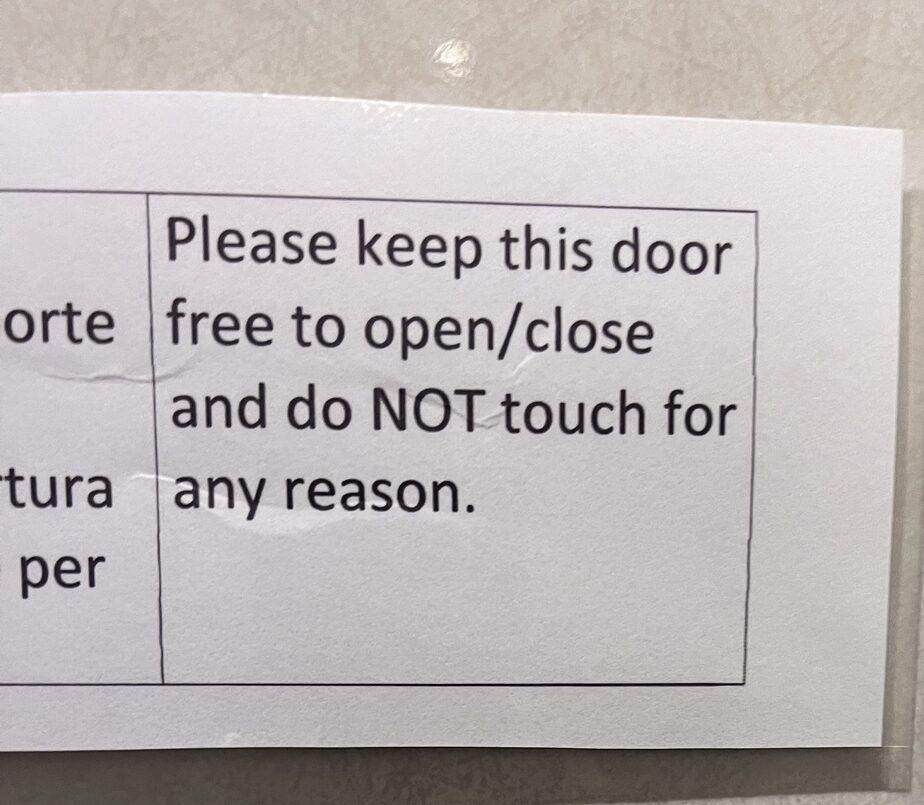 orte
tura
per
Please keep this door
free to open/close
and do NOT touch for
any reason.